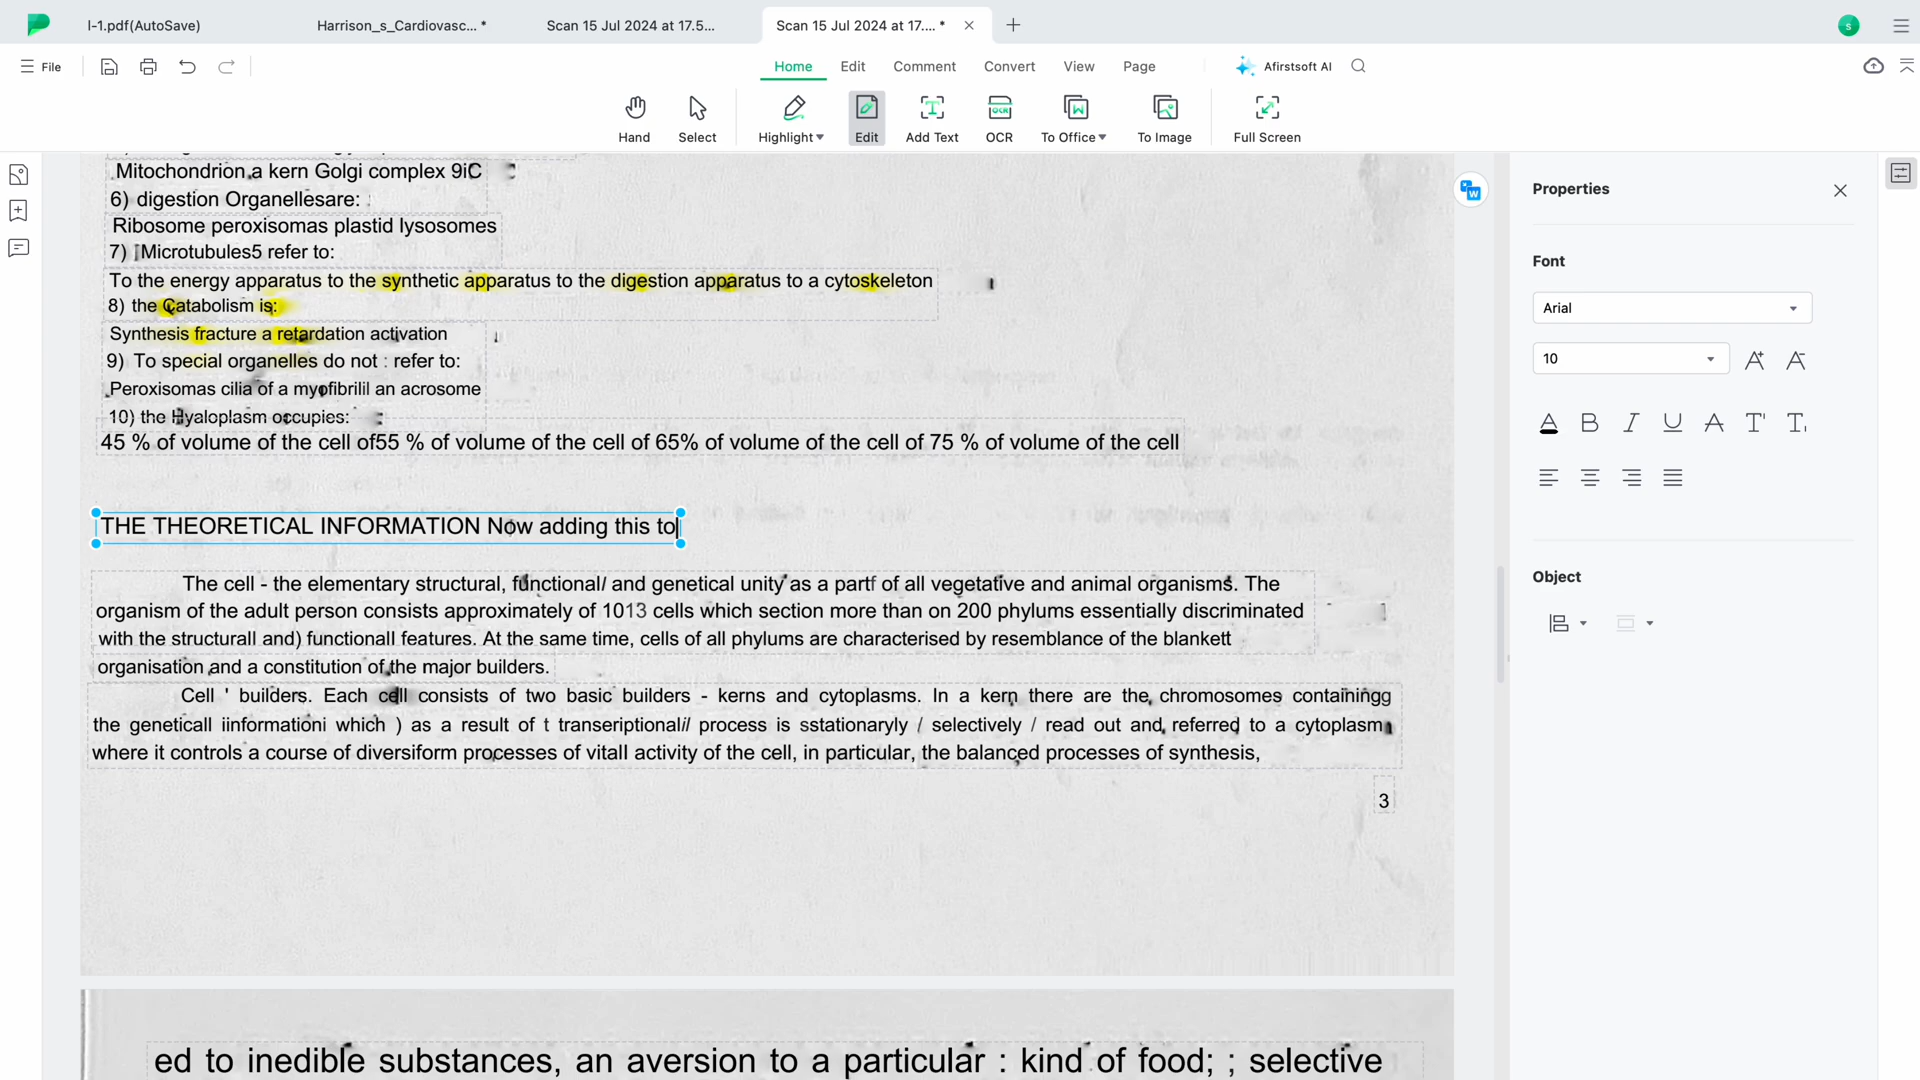 l-1.pdf(AutoSave)
Harrison_s_Cardiovasc... *
Scan 15 Jul 2024 at 17.5...
Scan 15 Jul 2024 at 17.... *
s
File
Home
Edit
Comment
Convert
View
Page
Afirstsoft AI
Hand
Select
Highlight
Edit
Add Text
OCR
To Office
To Image
Full Screen
Mitochondrion a kern Golgi complex 9iC
6) digestion Organellesare:
Ribosome peroxisomas plastid lysosomes
7) Microtubules5 refer to:
To the energy apparatus to the synthetic apparatus to the digestion apparatus to a cytoskeleton
8) the Catabolism is:
Synthesis fracture a retardation activation
9) To special organelles do not : refer to:
Peroxisomas cilia of a myofibrilil an acrosome
10) the Hyaloplasm occupies:
45 % of volume of the cell of55 % of volume of the cell of 65% of volume of the cell of 75 % of volume of the cell
THE THEORETICAL INFORMATION Now adding this to
The cell - the elementary structural, functional/ and genetical unity as a partf of all vegetative and animal organisms. The
organism of the adult person consists approximately of 1013 cells which section more than on 200 phylums essentially discriminated
with the structurall and) functionall features. At the same time, cells of all phylums are characterised by resemblance of the blankett
organisation and a constitution of the major builders.
Cell ' builders. Each cell consists of two basic builders - kerns and cytoplasms. In a kern there are the chromosomes containingg
the geneticall iinformationi which ) as a result of t transeriptionalil/ process is sstationaryly / selectively / read out and referred to a cytoplasm
where it controls a course of diversiform processes of vitall activity of the cell, in particular, the balanced processes of synthesis,
3
ed to inedible substances, an aversion to a particular : kind of food; ; selective
Properties
Font
Arial
10
Object